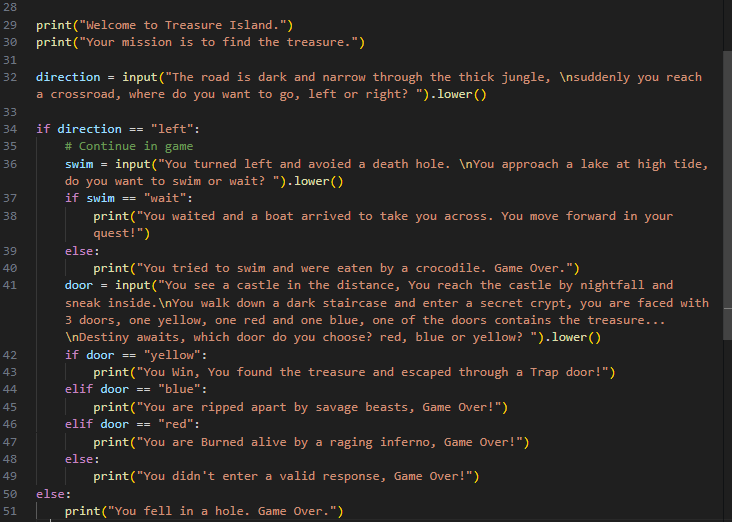 28
29 print("Welcome to Treasure Island.")
30 print("Your mission is to find the treasure.")
31
32 direction = input("The road is dark and narrow through the thick jungle, \nsuddenly you reach
a crossroad, where do you want to go, left or right? ").lower()
33
34 if direction == "left":
35     # Continue in game
36     swim = input("You turned left and avoied a death hole. \nYou approach a lake at high tide,
do you want to swim or wait? ").lower()
37     if swim == "wait":
38         print("You waited and a boat arrived to take you across. You move forward in your
quest!")
39     else:
40         print("You tried to swim and were eaten by a crocodile. Game Over.")
41     door = input("You see a castle in the distance, You reach the castle by nightfall and
sneak inside.\nYou walk down a dark staircase and enter a secret crypt, you are faced with
3 doors, one yellow, one red and one blue, one of the doors contains the treasure...
\nDestiny awaits, which door do you choose? red, blue or yellow? ").lower()
42     if door == "yellow":
43         print("You Win, You found the treasure and escaped through a Trap door!")
44     elif door == "blue":
45         print("You are ripped apart by savage beasts, Game Over!")
46     elif door == "red":
47         print("You are Burned alive by a raging inferno, Game Over!")
48     else:
49         print("You didn't enter a valid response, Game Over!")
50 else:
51     print("You fell in a hole. Game Over.")